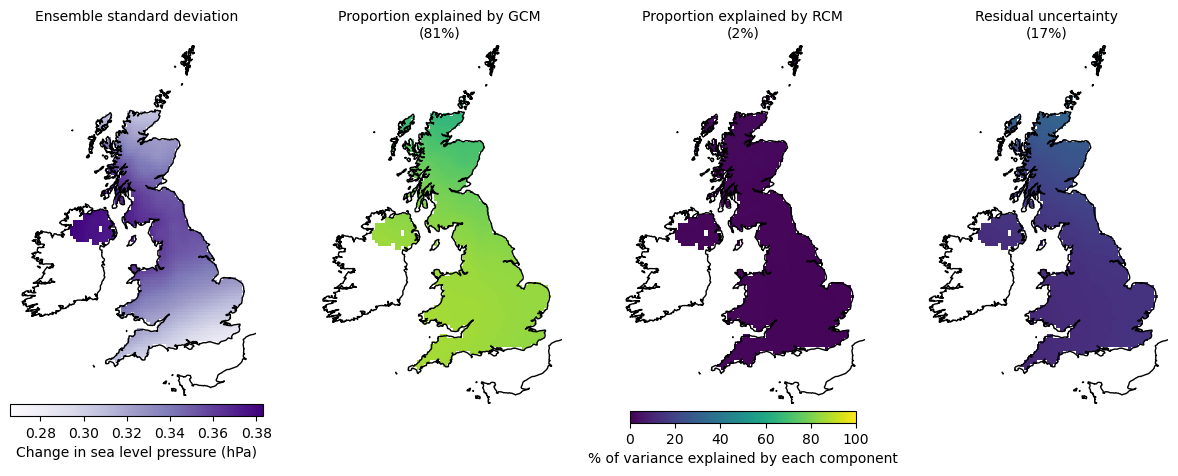 Ensemble standard deviation
Proportion explained by GCM
(81%)
Proportion explained by RCM
(2%)
Residual uncertainty
(17%)
0.28 0.30 0.32 0.34 0.36 0.38
Change in sea level pressure (hPa)
0 20 40 60 80 100
% of variance explained by each component